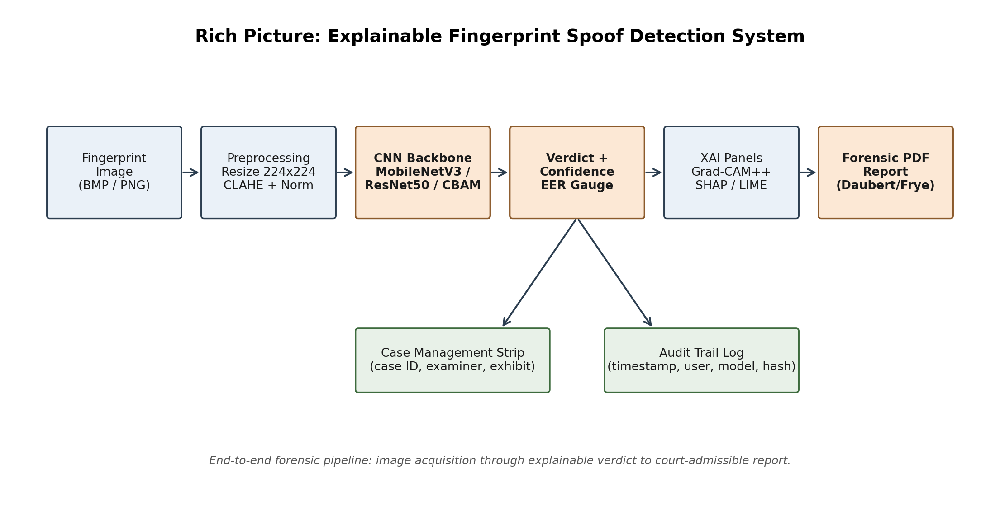 Rich Picture: Explainable Fingerprint Spoof Detection System
Fingerprint
Image
(BMP / PNG)
Preprocessing
Resize 224x224
CLAHE + Norm
CNN Backbone
MobileNetV3 /
ResNet50 / CBAM
Verdict +
Confidence
EER Gauge
XAI Panels
Grad-CAM++
SHAP / LIME
Forensic PDF
Report
(Daubert/Frye)
Case Management Strip
(case ID, examiner, exhibit)
Audit Trail Log
(timestamp, user, model, hash)
End-to-end forensic pipeline: image acquisition through explainable verdict to court-admissible report.